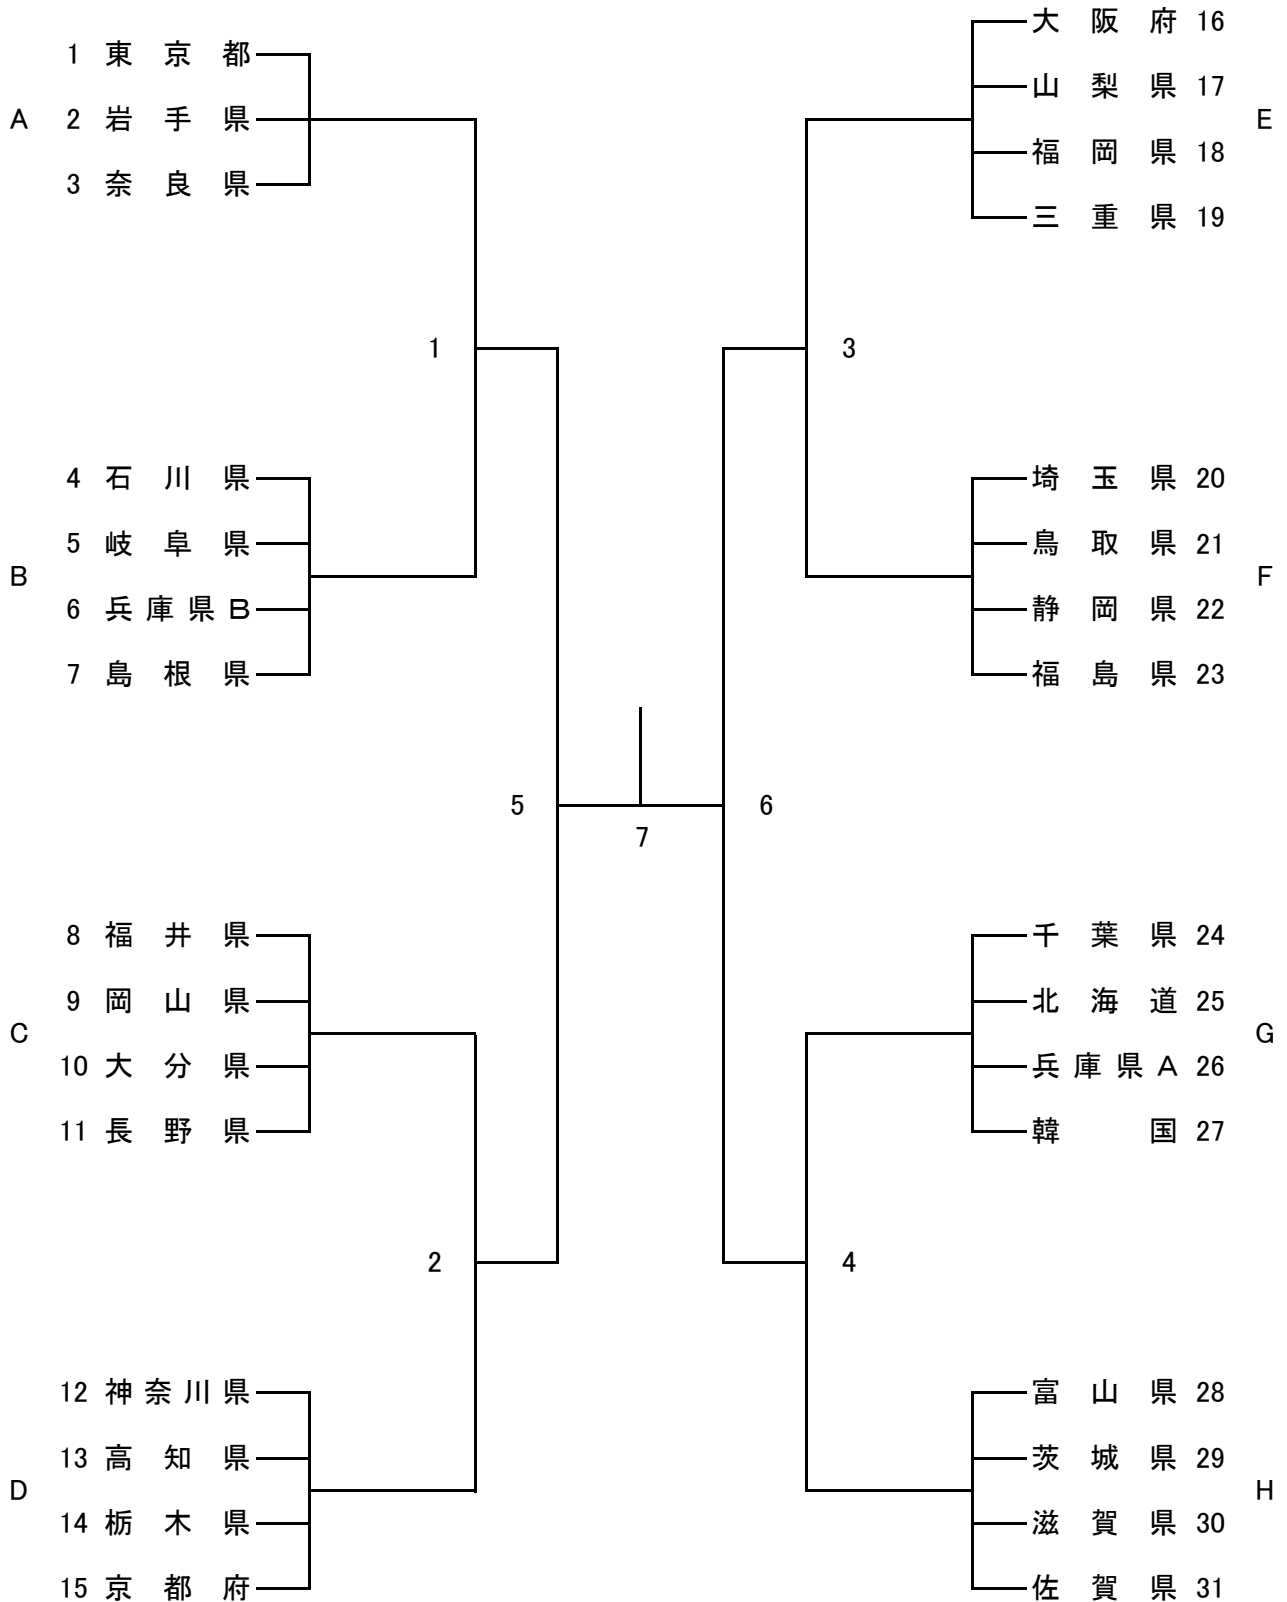 1 東京都
A 2 岩手県
3 奈良県
1
4 石川県
5 岐阜県
B
6 兵庫県B
7 島根県
5
8 福井県
9 岡山県
C
10 大分県
11 長野県
2
12 神奈川県
13 高知県
D
14 栃木県
15 京都府
7
大阪府 16
山梨県 17
E
福岡県 18
三重県 19
3
埼玉県 20
鳥取県 21
F
静岡県 22
福島県 23
6
千葉県 24
北海道 25
G
兵庫県A 26
韓国 27
4
富山県 28
茨城県 29
H
滋賀県 30
佐賀県 31